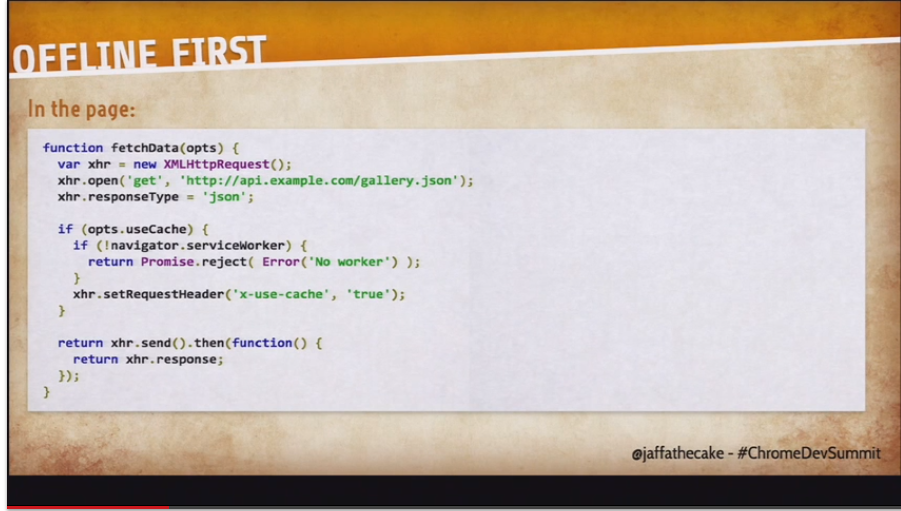 OFFLINE FIRST
In the page:
function fetchData(opts) {
  var xhr = new XMLHttpRequest();
  xhr.open('get', 'http://api.example.com/gallery.json');
  xhr.responseType = 'json';

  if (opts.useCache) {
    if (!navigator.serviceWorker) {
      return Promise.reject( Error('No worker') );
    }
    xhr.setRequestHeader('x-use-cache', 'true');
  }

  return xhr.send().then(function() {
    return xhr.response;
  });
}
@jaffathecake - #ChromeDevSummit